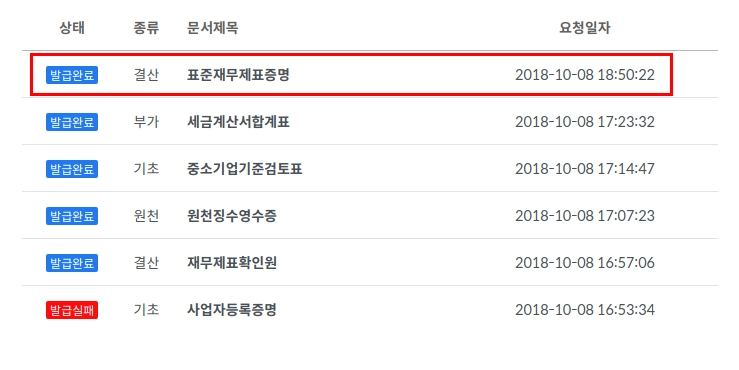 상태 종류 문서제목 요청일자
발급완료 결산 표준재무제표증명 2018-10-08 18:50:22
발급완료 부가 세금계산서합계표 2018-10-08 17:23:32
발급완료 기초 중소기업기준검토표 2018-10-08 17:14:47
발급완료 원천 원천징수영수증 2018-10-08 17:07:23
발급완료 결산 재무제표확인원 2018-10-08 16:57:06
발급실패 기초 사업자등록증명 2018-10-08 16:53:34